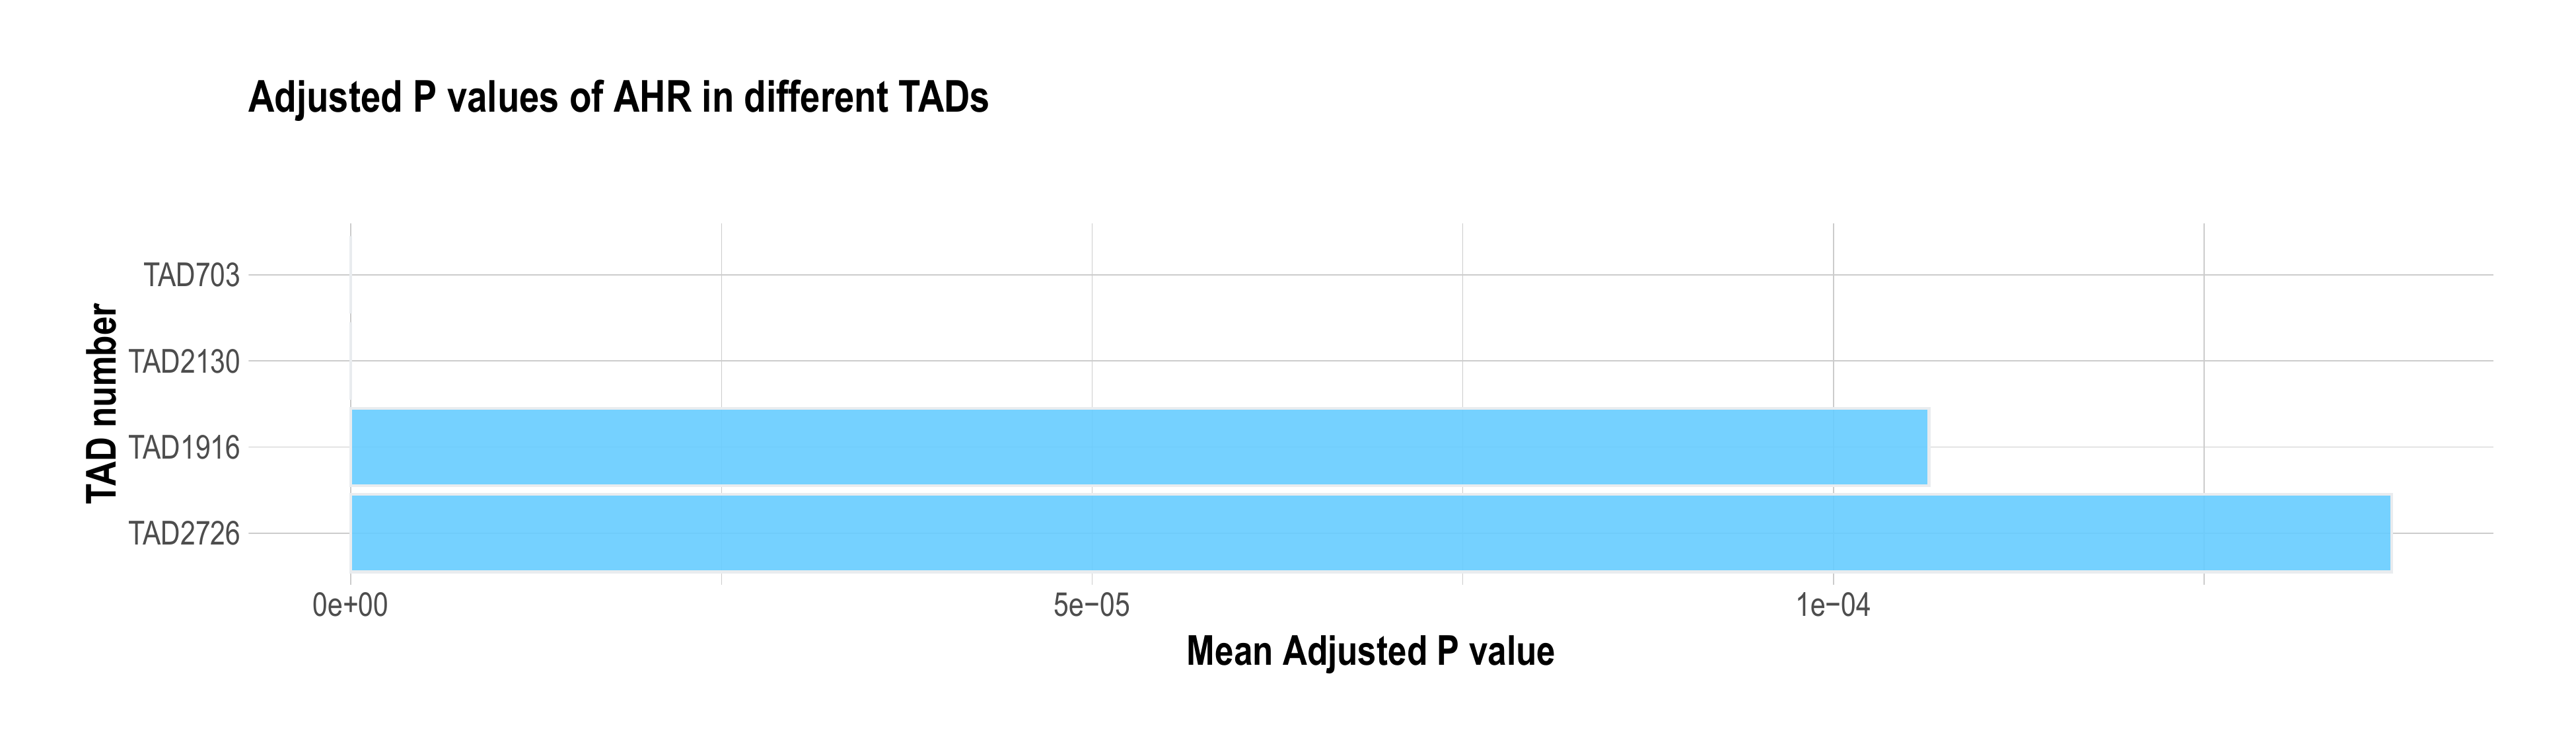 Adjusted P values of AHR in different TADs
TAD number
TAD703
TAD2130
TAD1916
TAD2726
0e+00
5e−05
1e−04
Mean Adjusted P value